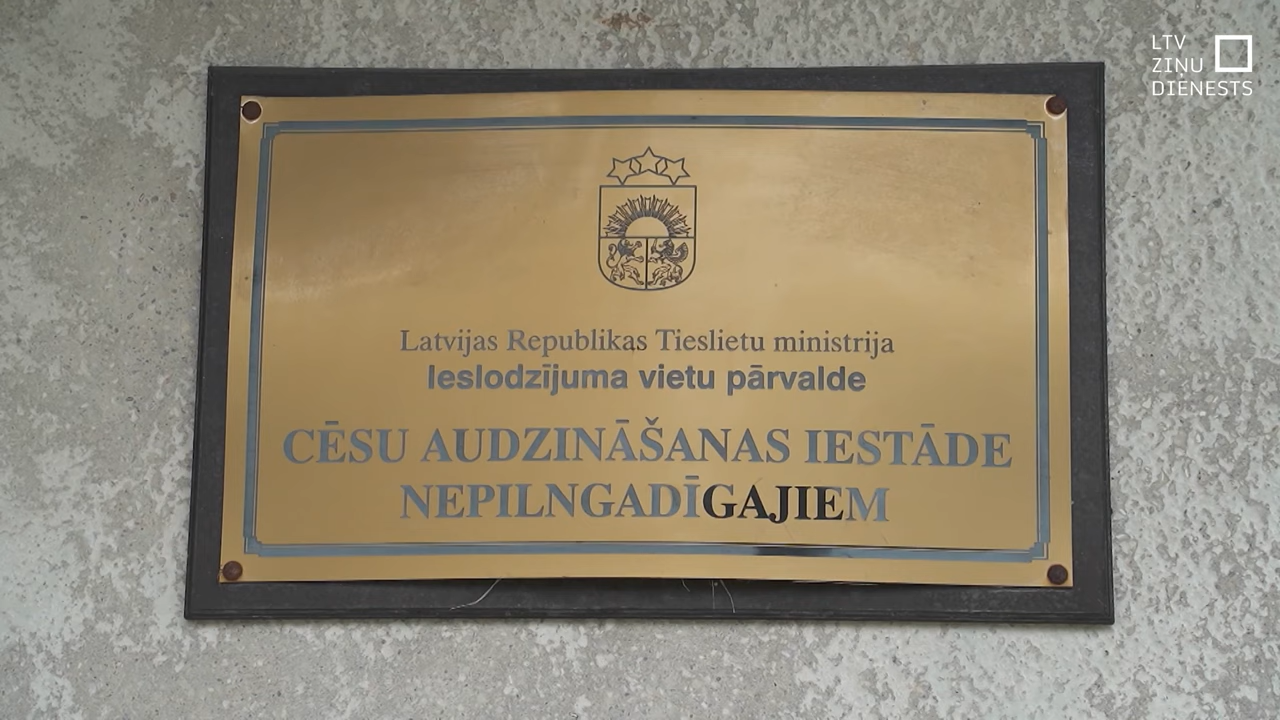 LTV
ZIŅU
DIENESTS
Latvijas Republikas Tieslietu ministrija
Ieslodzījuma vietu pārvalde
CĒSU AUDZINĀŠANAS IESTĀDE
NEPILNGADĪGAJIEM